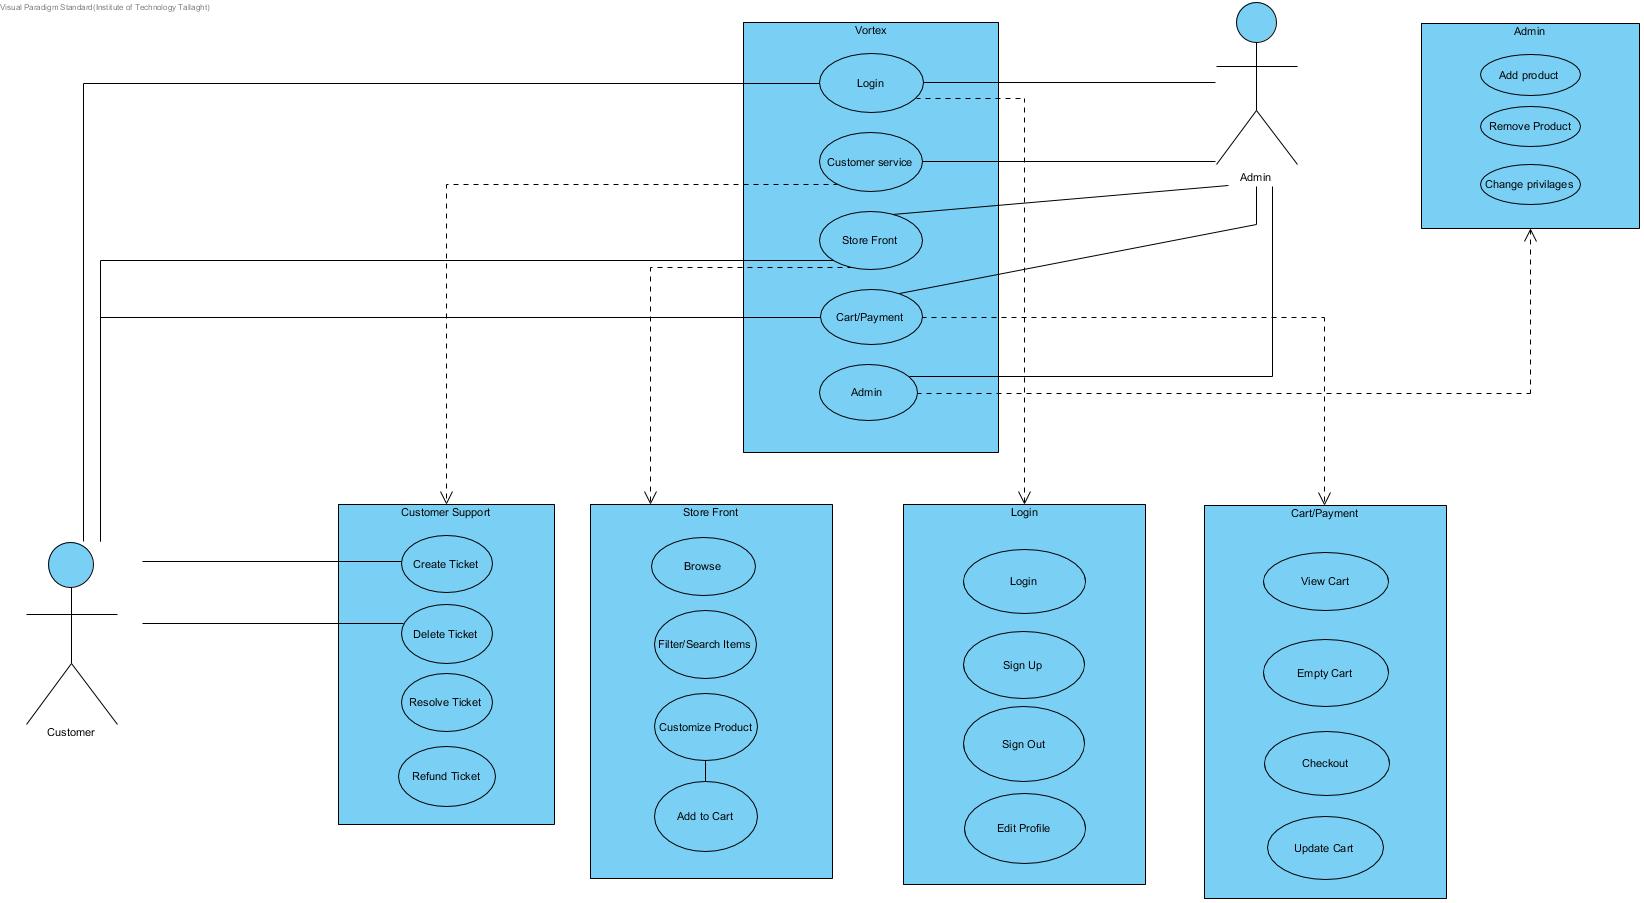 Visual Paradigm Standard(Institute of Technology Tallaght)
Vortex
Login
Customer service
Store Front
Cart/Payment
Admin
Admin
Admin
Add product
Remove Product
Change privilages
Customer
Customer Support
Create Ticket
Delete Ticket
Resolve Ticket
Refund Ticket
Store Front
Browse
Filter/Search Items
Customize Product
Add to Cart
Login
Login
Sign Up
Sign Out
Edit Profile
Cart/Payment
View Cart
Empty Cart
Checkout
Update Cart